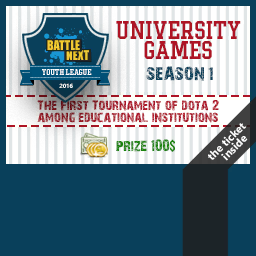 BATTLE
NEXT
YOUTH LEAGUE
2016
UNIVERSITY
GAMES
SEASON 1
THE FIRST TOURNAMENT OF DOTA 2
AMONG EDUCATIONAL INSTITUTIONS
PRIZE 100$
the ticket
inside